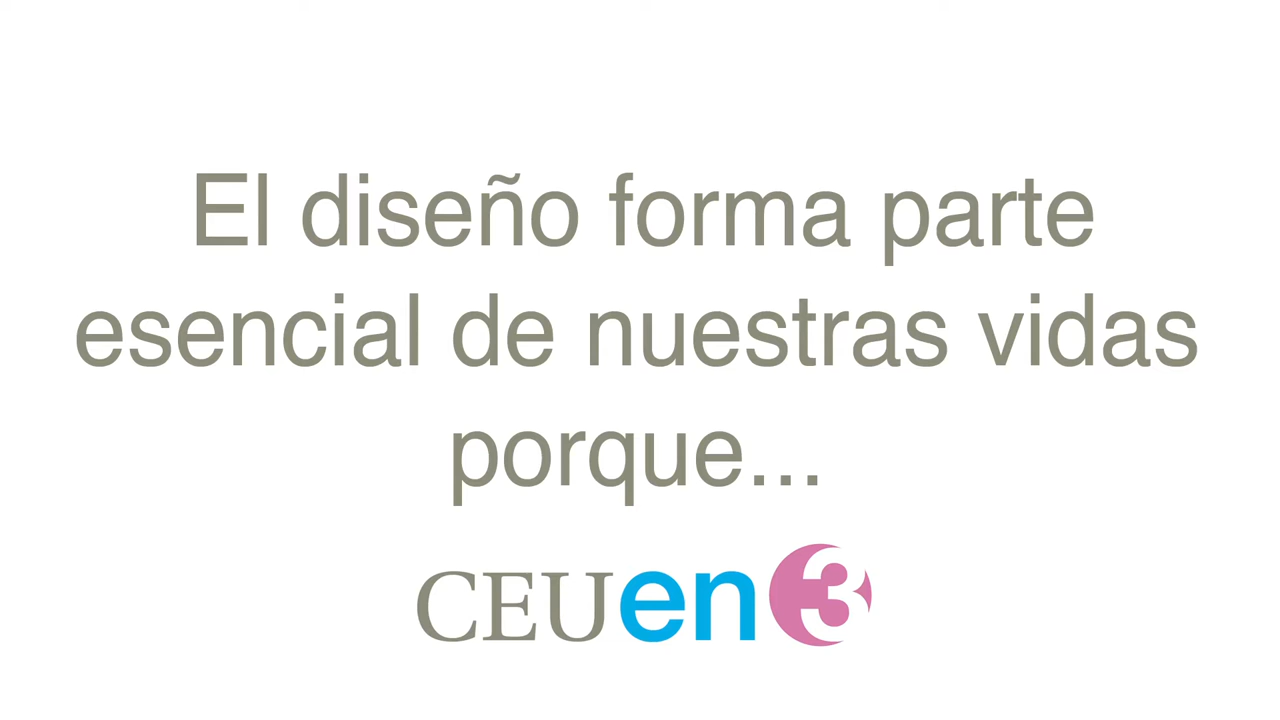 El diseño forma parte
esencial de nuestras vidas
porque...
CEUen3